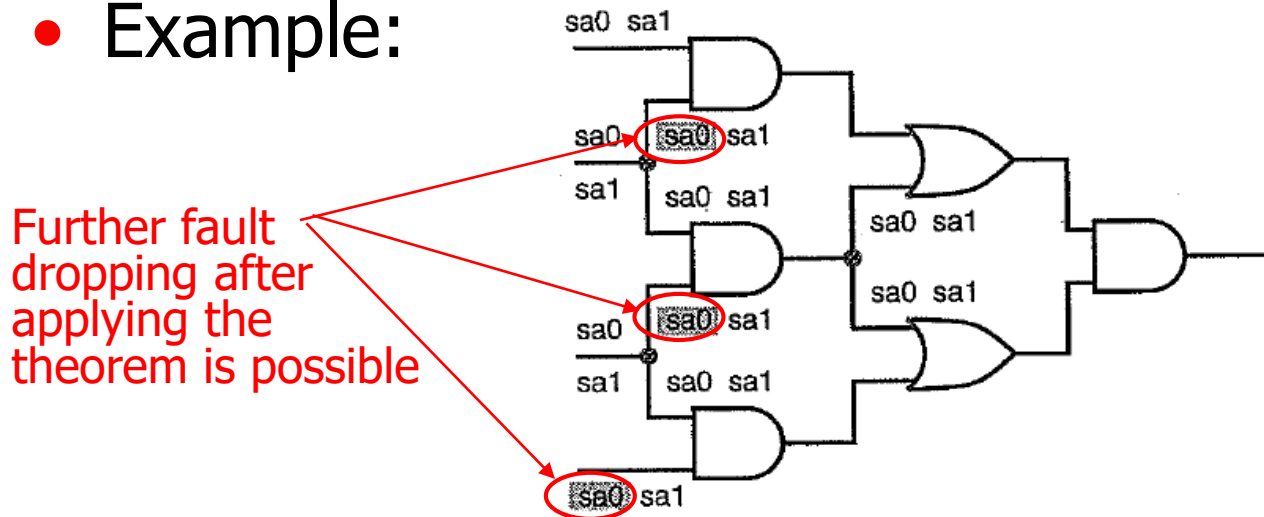 • Example:
sa0 sa1
sa0 sa0 sa1
sa1 sa0 sa1
sa0 sa1
Further fault
dropping after
applying the
theorem is possible
sa0 sa1
sa0 sa0 sa1
sa1 sa0 sa1
sa0 sa1